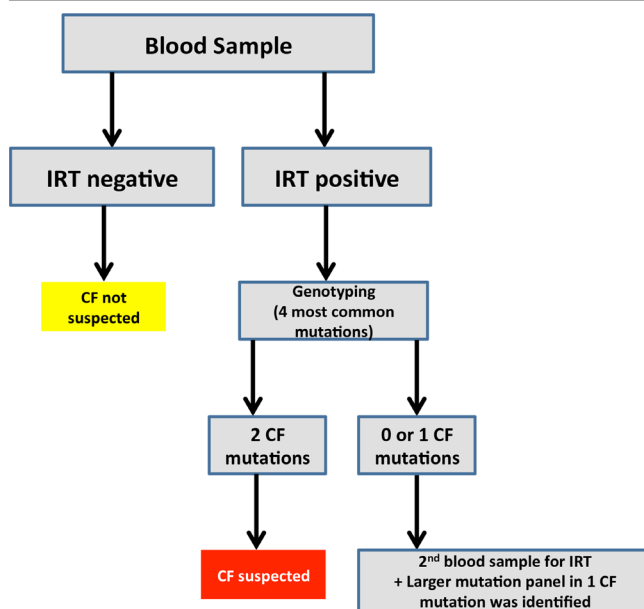 Blood Sample
IRT negative
IRT positive
CF not
suspected
Genotyping
(4 most common
mutations)
2 CF
mutations
0 or 1 CF
mutations
CF suspected
2nd blood sample for IRT
+ Larger mutation panel in 1 CF
mutation was identified